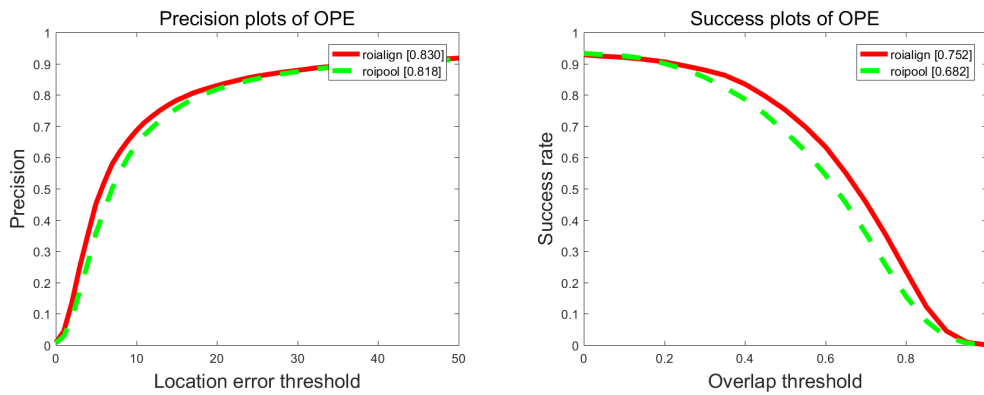 Precision plots of OPE
1
0.9
0.8
0.7
0.6
0.5
0.4
0.3
0.2
0.1
0
Precision
roialign [0.830]
roipool [0.818]
0 10 20 30 40 50
Location error threshold
Success plots of OPE
1
0.9
0.8
0.7
0.6
0.5
0.4
0.3
0.2
0.1
0
Success rate
roialign [0.752]
roipool [0.682]
0 0.2 0.4 0.6 0.8
Overlap threshold